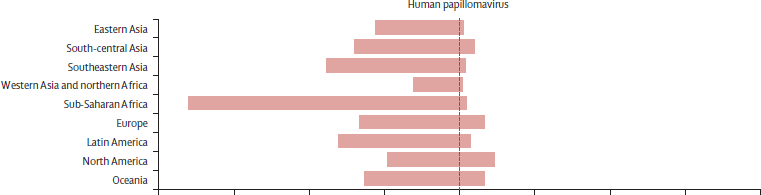 Human papillomavirus
Eastern Asia
South-central Asia
Southeastern Asia
Western Asia and northern Africa
Sub-Saharan Africa
Europe
Latin America
North America
Oceania